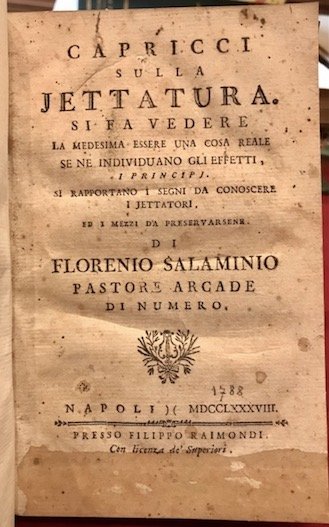 CAPRICCI
SULLA
JETTATURA.
SI FA VEDERE
LA MEDESIMA ESSERE UNA COSA REALE
SE NE INDIVIDUANO GLI EFFETTI,
I PRINCIPJ.
SI RAPPORTANO I SEGNI DA CONOSCERE
I JETTATORI,
ED I MEZZI DA PRESERVARSENE.
DI
FLORENIO SALAMINIO
PASTORE ARCADE
DI NUMERO.
1788
NAPOLI )( MDCCLXXXVIII.
PRESSO FILIPPO RAIMONDI.
Con licenza de' Superiori.